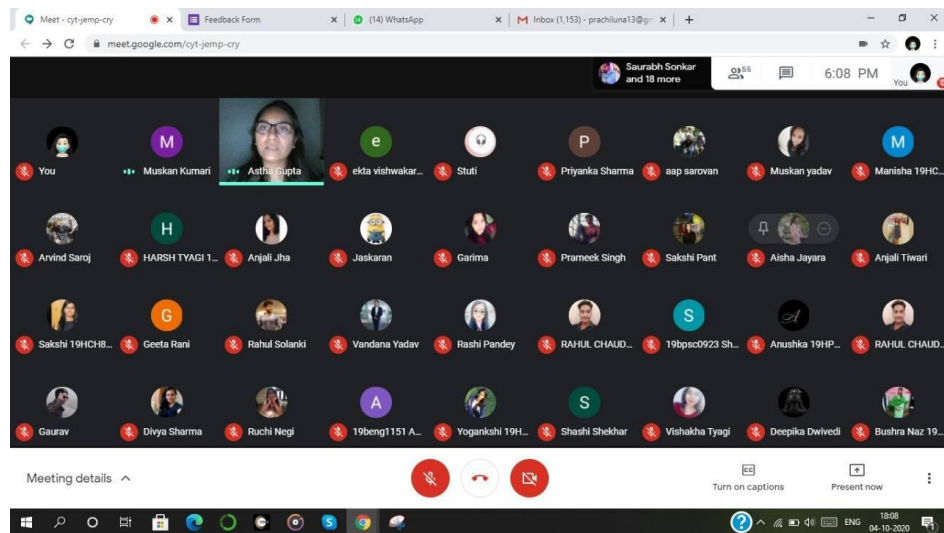 Meet - cyt-jemp-cry
Feedback Form
(14) WhatsApp
Inbox (1,153) - prachiluna13@g
meet.google.com/cyt-jemp-cry
Saurabh Sonkar
and 18 more
55
6:08 PM
You
M
e
P
M
You
Muskan Kumari
Astha Gupta
ekta vishwakar...
Stuti
Priyanka Sharma
aap sarovan
Muskan yadav
Manisha 19HC...
H
Arvind Saroj
HARSH TYAGI 1...
Anjali Jha
Jaskaran
Garima
Prameek Singh
Sakshi Pant
Aisha Jayara
Anjali Tiwari
G
S
Sakshi 19HCH8...
Geeta Rani
Rahul Solanki
Vandana Yadav
Rashi Pandey
RAHUL CHAUD...
19bpsc0923 Sh...
Anushka 19HP...
RAHUL CHAUD...
A
S
Gaurav
Divya Sharma
Ruchi Negi
19beng1151 A...
Yogankshi 19H...
Shashi Shekhar
Vishakha Tyagi
Deepika Dwivedi
Bushra Naz 19...
Meeting details
CC
Turn on captions
Present now
ENG
18:08
04-10-2020